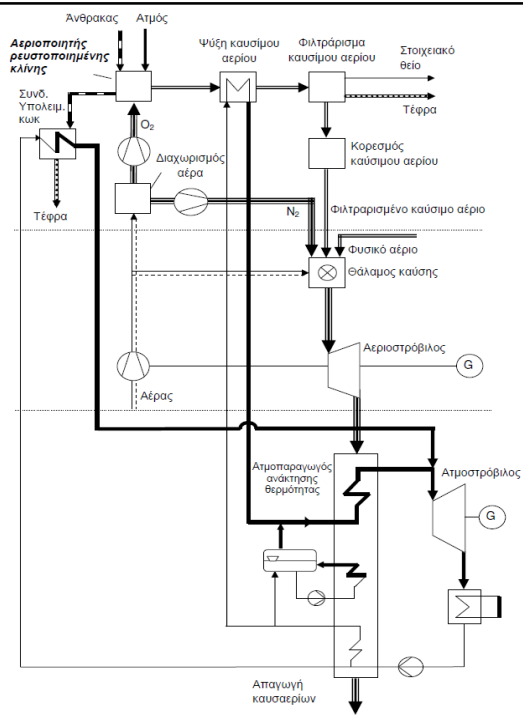 Άνθρακας
Ατμός
Αεριοποιητής
ρευστοποιημένης
κλίνης
Ψύξη καυσίμου
αερίου
Φιλτράρισμα
καυσίμου αερίου
Στοιχειακό
θείο
Τέφρα
Συνδ.
Υπολειμ.
κωκ
O2
Διαχωρισμός
αέρα
Κορεσμός
καύσιμου αερίου
Τέφρα
N2
Φιλτραρισμένο καύσιμο αέριο
Φυσικό αέριο
Θάλαμος καύσης
Αεριοστρόβιλος
G
Αέρας
Ατμοπαραγωγός
ανάκτησης
θερμότητας
Ατμοστρόβιλος
G
Απαγωγή
καυσαερίων